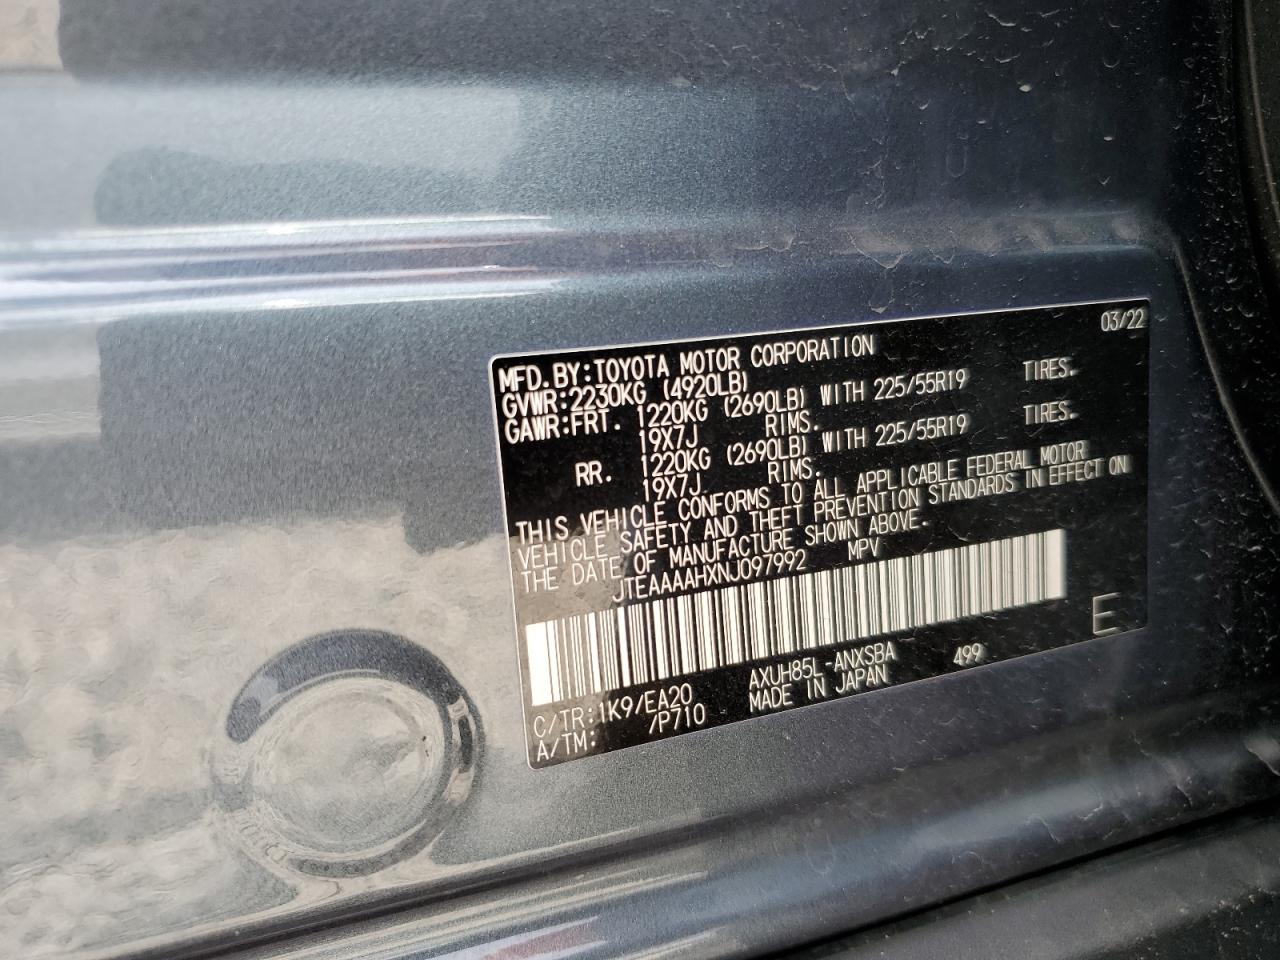 03/22
MFD. BY: TOYOTA MOTOR CORPORATION
GVWR: 2230KG (4920LB)
GAWR: FRT. 1220KG (2690LB) WITH 225/55R19 TIRES.
19X7J RIMS.
RR. 1220KG (2690LB) WITH 225/55R19 TIRES.
19X7J RIMS.
THIS VEHICLE CONFORMS TO ALL APPLICABLE FEDERAL MOTOR
VEHICLE SAFETY AND THEFT PREVENTION STANDARDS IN EFFECT ON
THE DATE OF MANUFACTURE SHOWN ABOVE.
JTEAAAAHXNJ097992 MPV
E
C/TR: 1K9/EA20 AXUH85L-ANXSBA 499
A/TM: /P710 MADE IN JAPAN